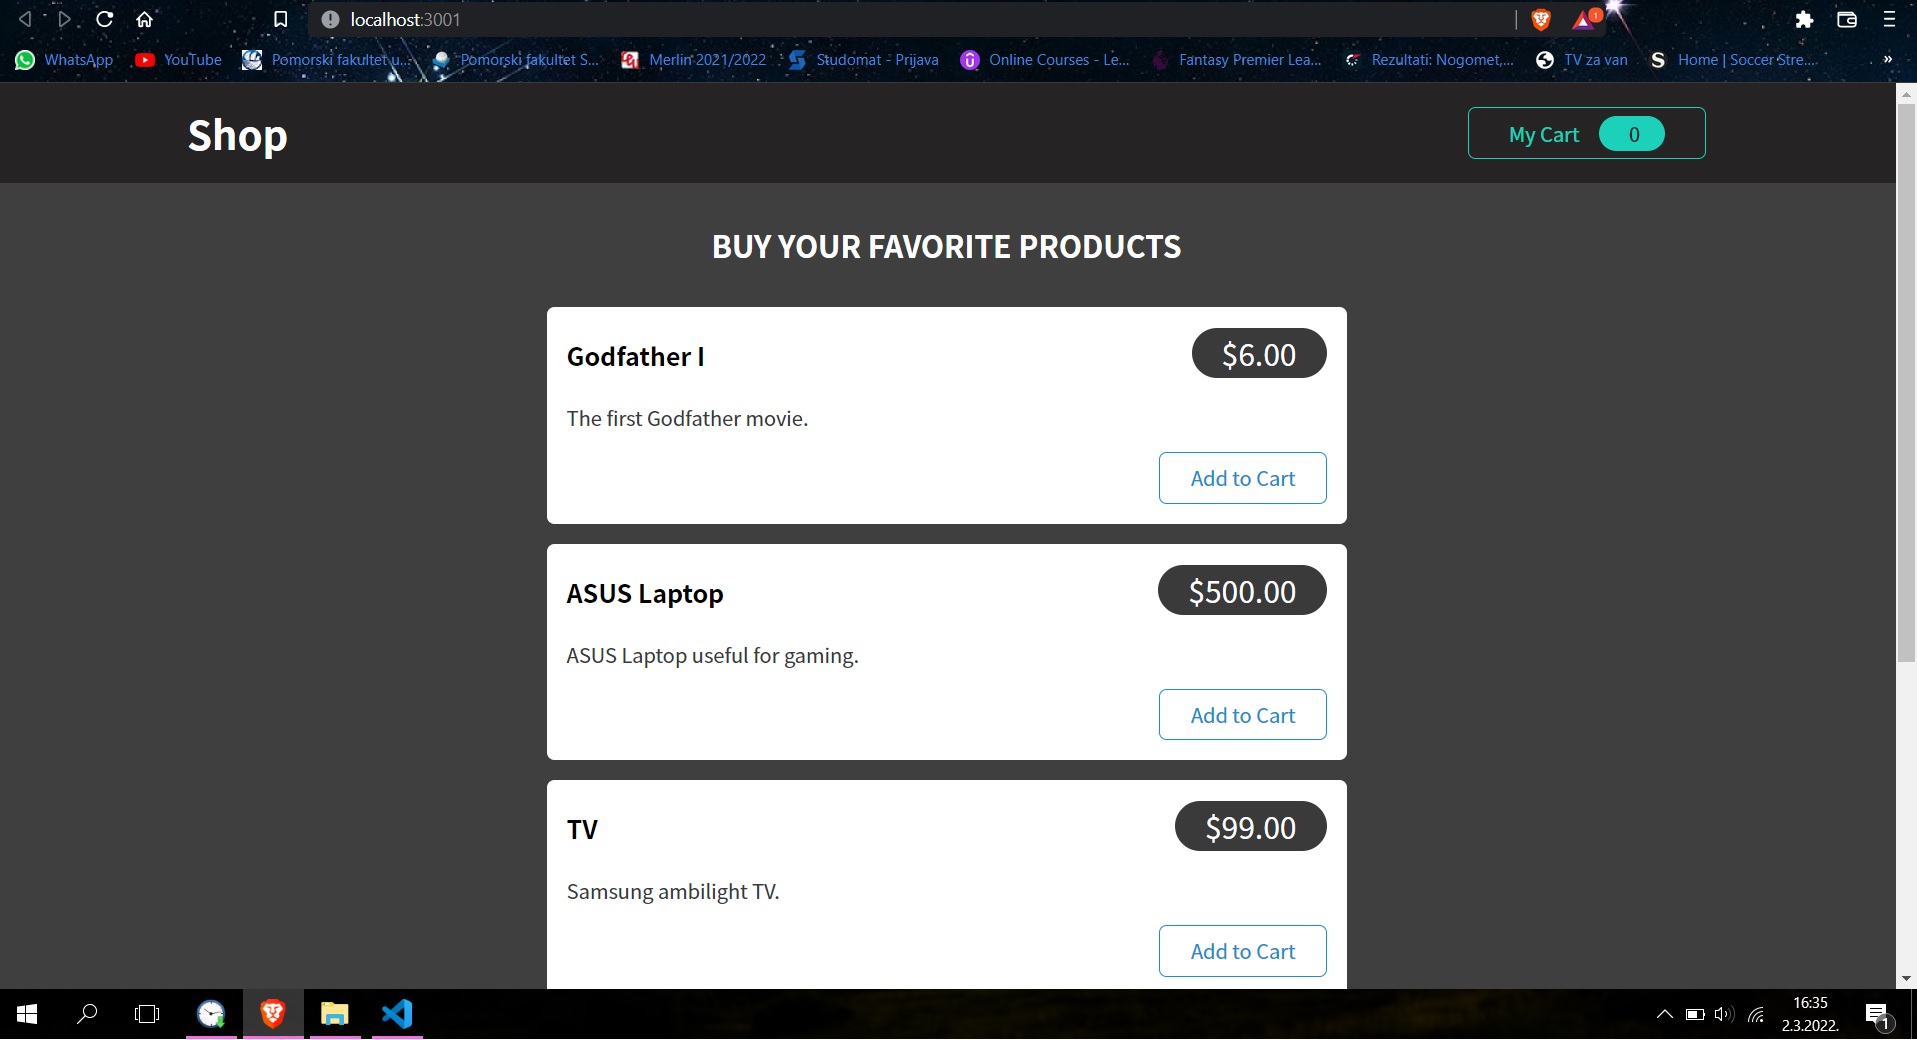 localhost:3001
1
WhatsApp YouTube Pomorski fakultet u... Pomorski fakultet S... Merlin 2021/2022 Studomat - Prijava Online Courses - Le... Fantasy Premier Lea... Rezultati: Nogomet,... TV za van Home | Soccer Stre... »
Shop
My Cart 0
BUY YOUR FAVORITE PRODUCTS
Godfather I
$6.00
The first Godfather movie.
Add to Cart
ASUS Laptop
$500.00
ASUS Laptop useful for gaming.
Add to Cart
TV
$99.00
Samsung ambilight TV.
Add to Cart
16:35
2.3.2022.
1